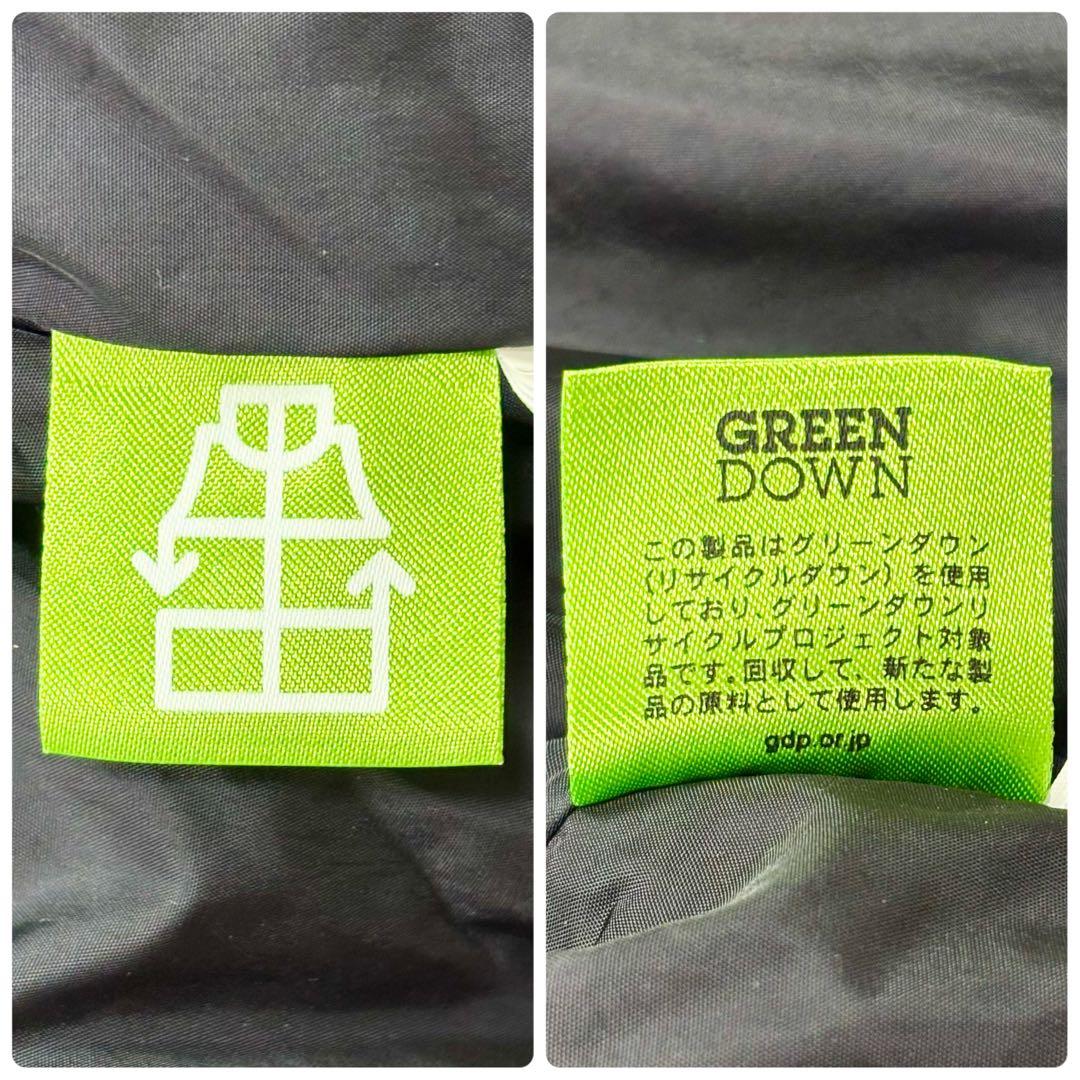 GREEN
DOWN
この製品はグリーンダウン
(リサイクルダウン)を使用
しており、グリーンダウンリ
サイクルプロジェクト対象
品です。回収して、新たな製
品の原料として使用します。
gdp.or.jp